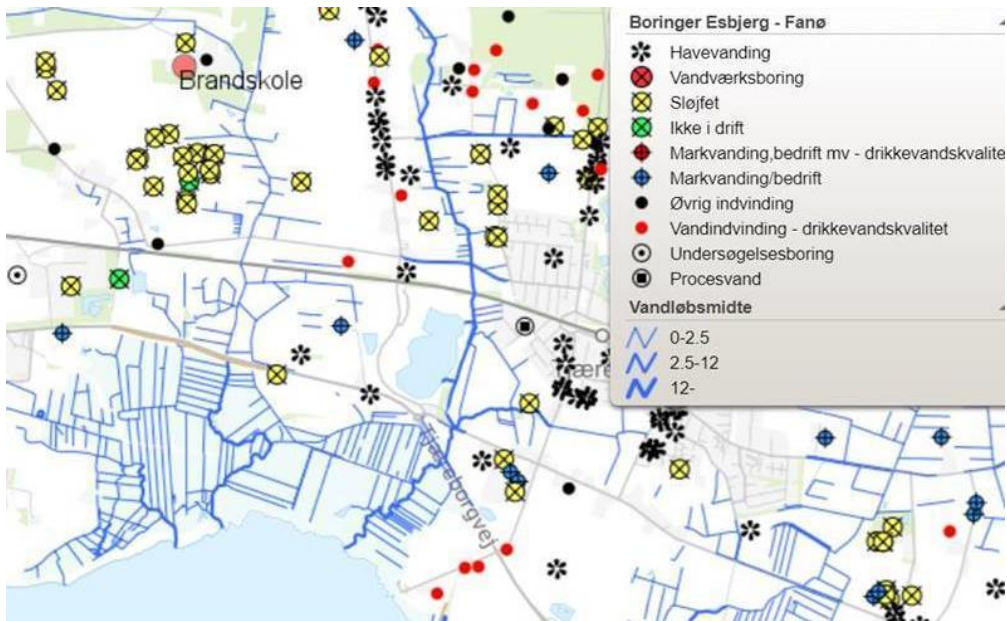 Boringer Esbjerg - Fanø
Havevanding
Vandværksboring
Sløjfet
Ikke i drift
Markvanding,bedrift mv - drikkevandskvalite
Markvanding/bedrift
Øvrig indvinding
Vandindvinding - drikkevandskvalitet
Undersøgelsesboring
Procesvand
Vandløbsmidte
0-2.5
2.5-12
12-
Brandskole
Tjæreborgvej